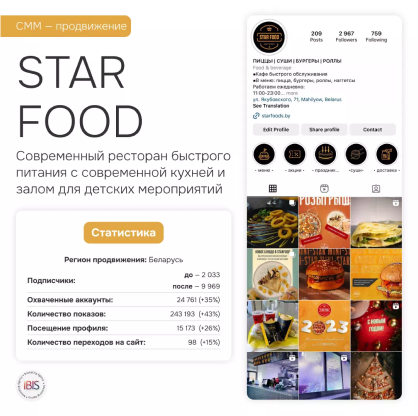 СММ — продвижение
STAR
FOOD
Современный ресторан быстрого
питания с современной кухней и
залом для детских мероприятий
Статистика
Регион продвижения: Беларусь
Подписчики:
до — 2 033
после — 9 969
Охваченные аккаунты: 24 761 (+35%)
Количество показов: 243 193 (+43%)
Посещение профиля: 15 173 (+26%)
Количество переходов на сайт: 98 (+15%)
iBIS
STAR FOOD
209 2 967 759
Posts Followers Following
ПИЦЦЫ | СУШИ | БУРГЕРЫ | РОЛЛЫ
Food & beverage
•Кафе быстрого обслуживания
•В меню: пицца, бургеры, роллы, наггетсы
Работаем ежедневно:
11:00-23:00... more
ул. Якубовского, 71, Mahilyow, Belarus
See Translation
starfoods.by
Edit Profile Share profile Contact
- меню - - акции - - праздник... -суши- - доставка -
РОЗЫГРЫШ
2023
С НОВЫМ
ГОДОМ!